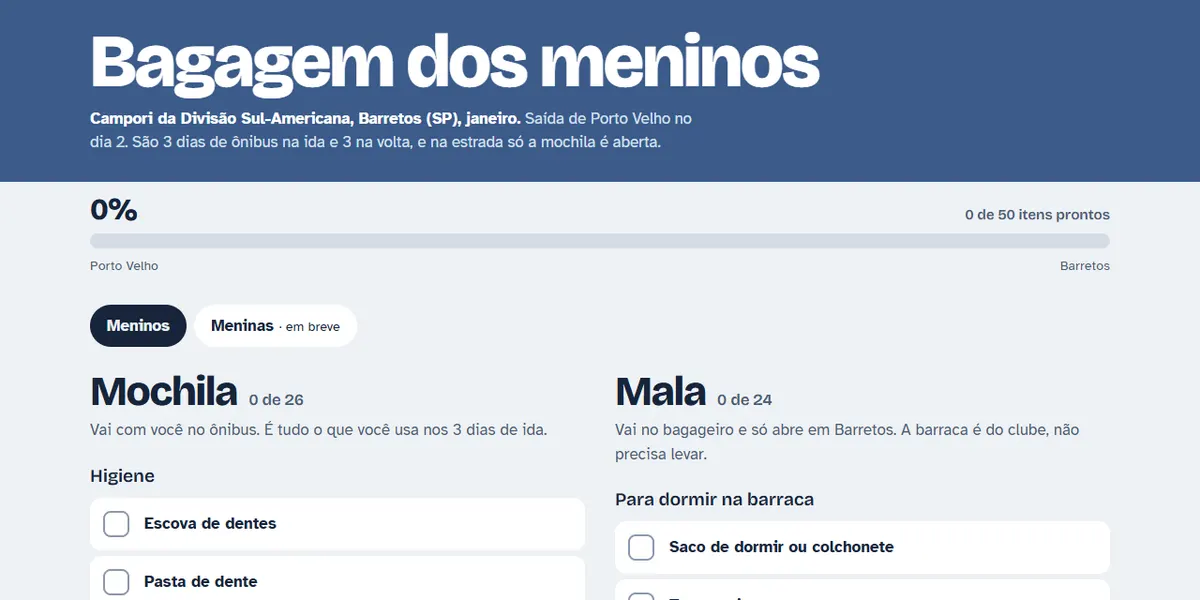 Bagagem dos meninos
Campori da Divisão Sul-Americana, Barretos (SP), janeiro. Saída de Porto Velho no
dia 2. São 3 dias de ônibus na ida e 3 na volta, e na estrada só a mochila é aberta.
0%
0 de 50 itens prontos
Porto Velho
Barretos
Meninos
Meninas · em breve
Mochila 0 de 26
Vai com você no ônibus. É tudo o que você usa nos 3 dias de ida.
Higiene
Escova de dentes
Pasta de dente
Mala 0 de 24
Vai no bagageiro e só abre em Barretos. A barraca é do clube, não
precisa levar.
Para dormir na barraca
Saco de dormir ou colchonete